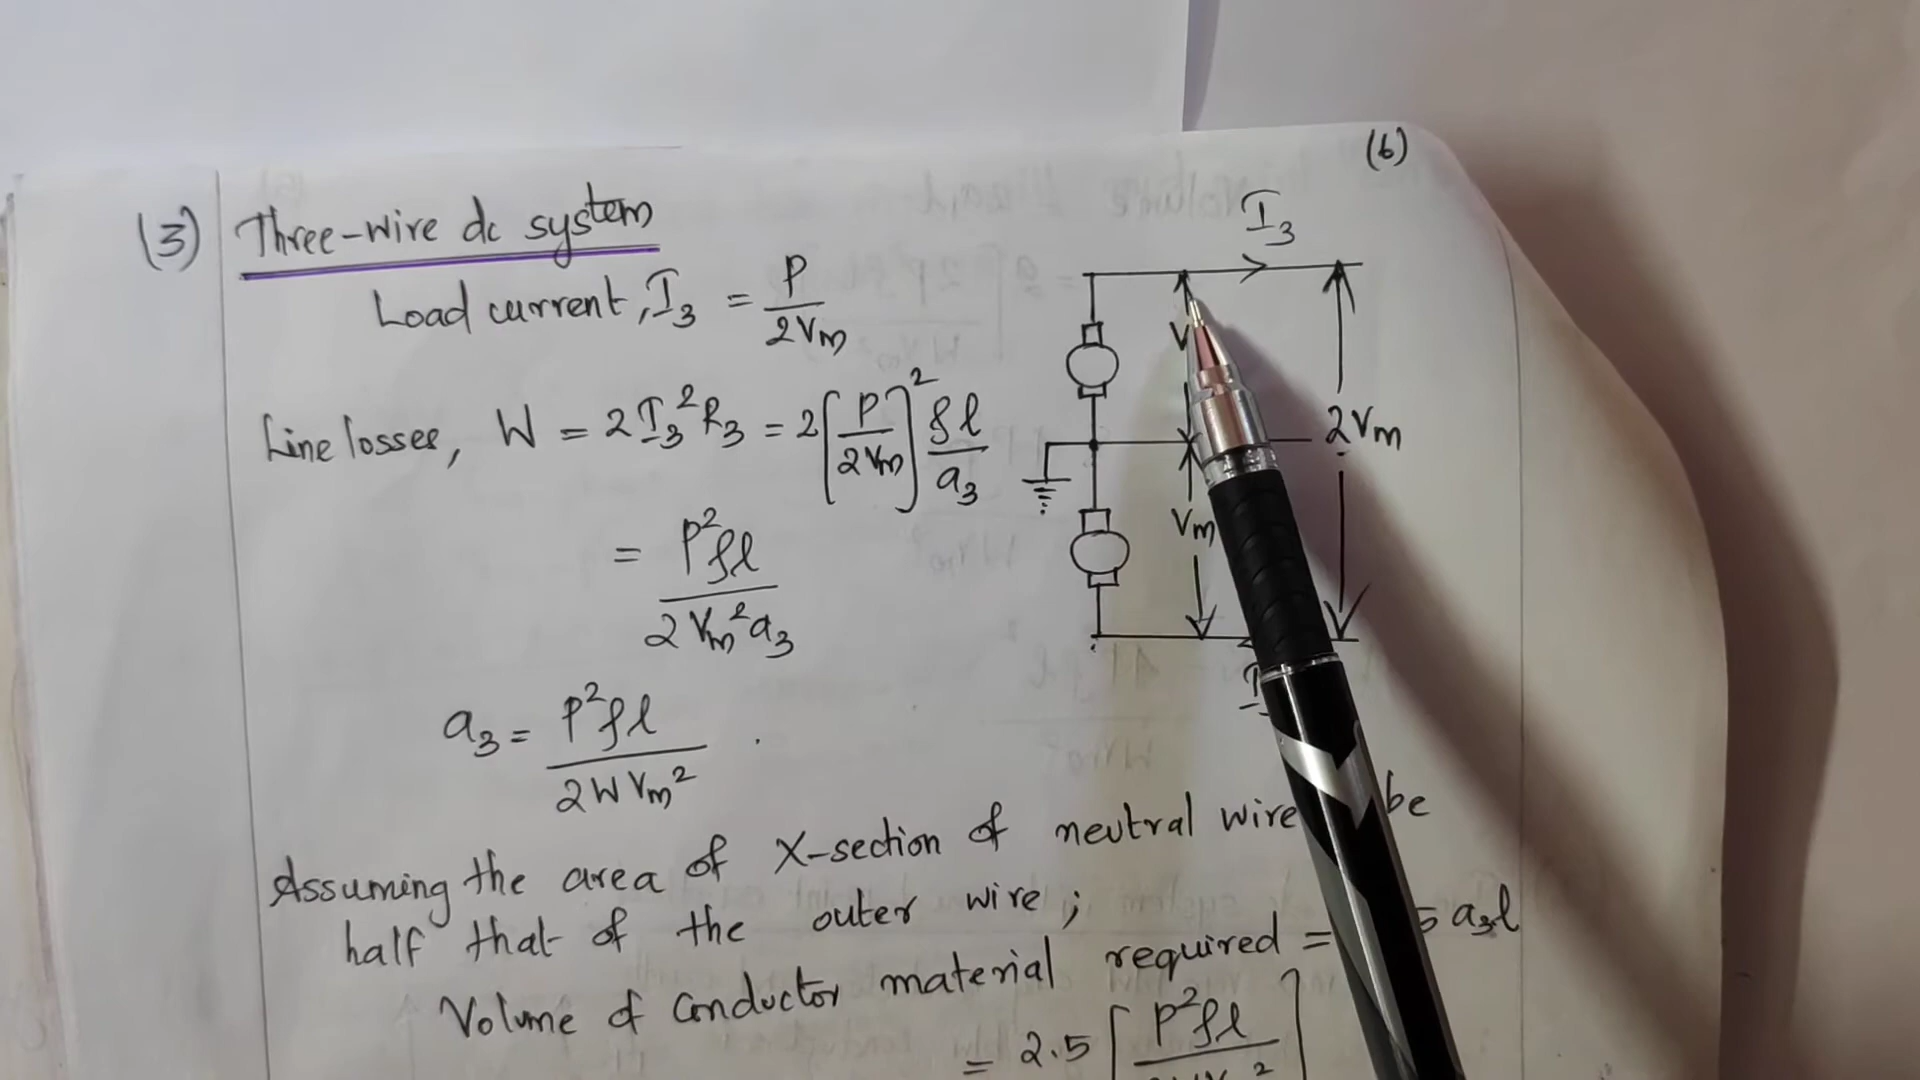 (6)
(3) Three-wire dc system
Load current, I₃ = P / 2Vm
Line losses, W = 2I₃²R₃ = 2[P / 2Vm]² ρl / a₃
= P²ρl / 2Vm²a₃
a₃ = P²ρl / 2WVm²
Assuming the area of X-section of neutral wire be
half that of the outer wire;
Volume of conductor material required = 5 a₃l
= 2.5 [P²ρl
I₃
V
2Vm
Vm
I